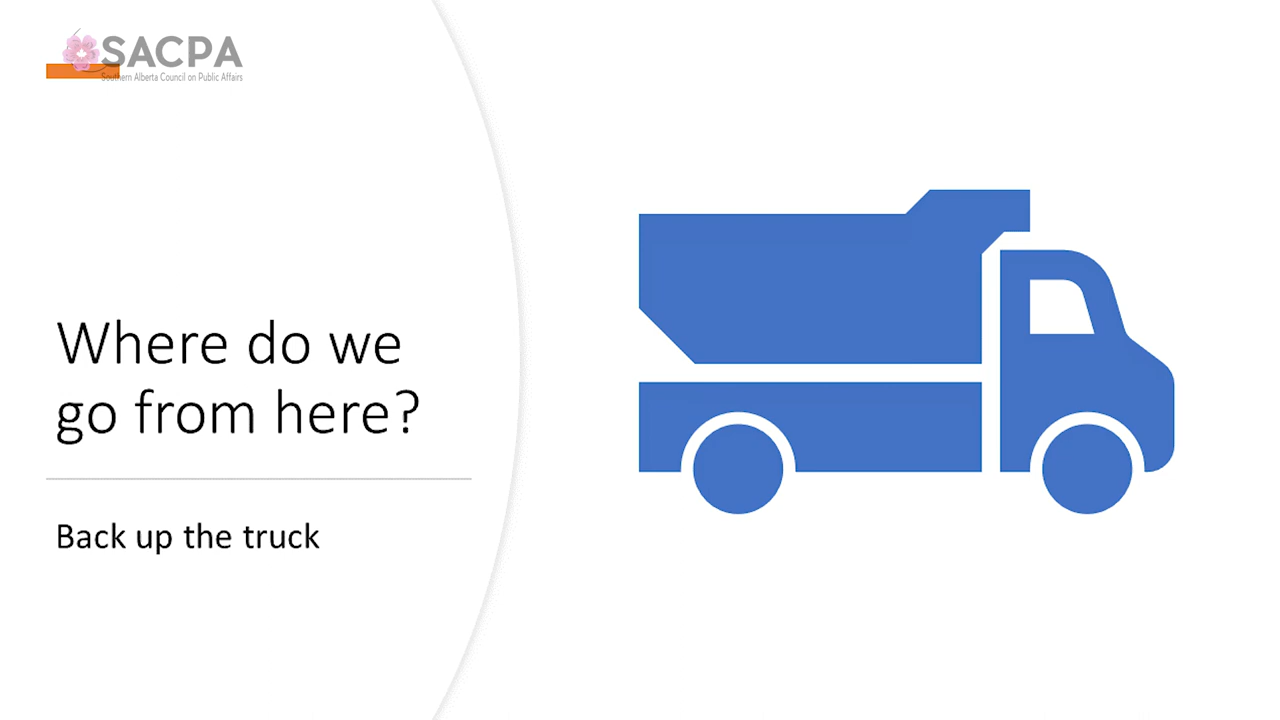 SACPA
Southern Alberta Council on Public Affairs
Where do we
go from here?
Back up the truck